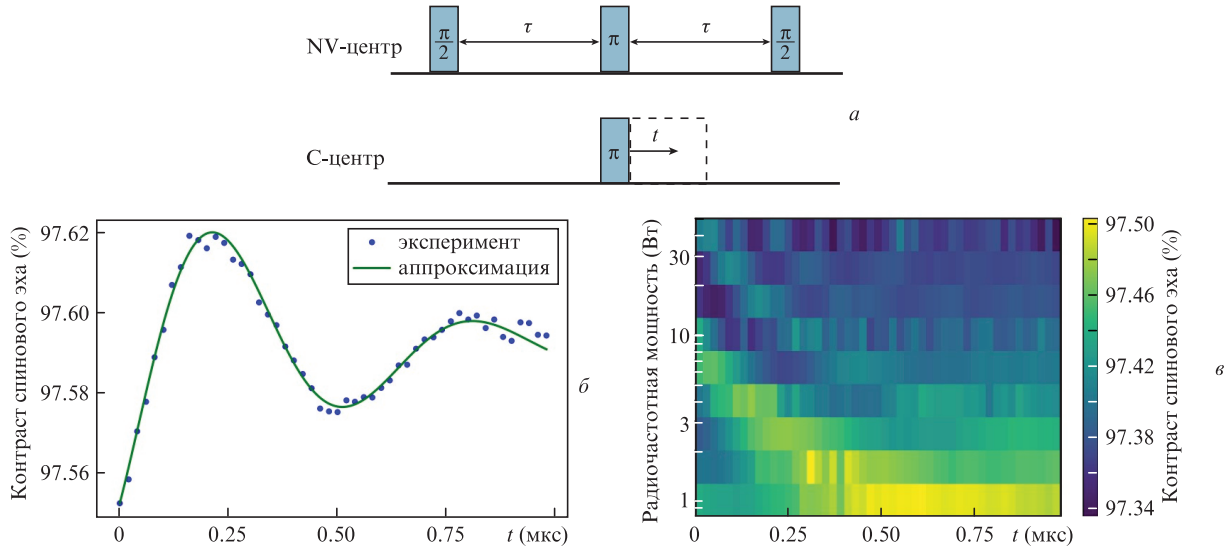 π/2 τ π τ π/2
NV-центр
а
C-центр π t
97.62
97.60
97.58
97.56
Контраст спинового эха (%)
эксперимент
аппроксимация
0 0.25 0.50 0.75 t (мкс)
б
30
10
3
1
Радиочастотная мощность (Вт)
0 0.25 0.50 0.75 t (мкс)
97.50
97.46
97.42
97.38
97.34
Контраст спинового эха (%)
в